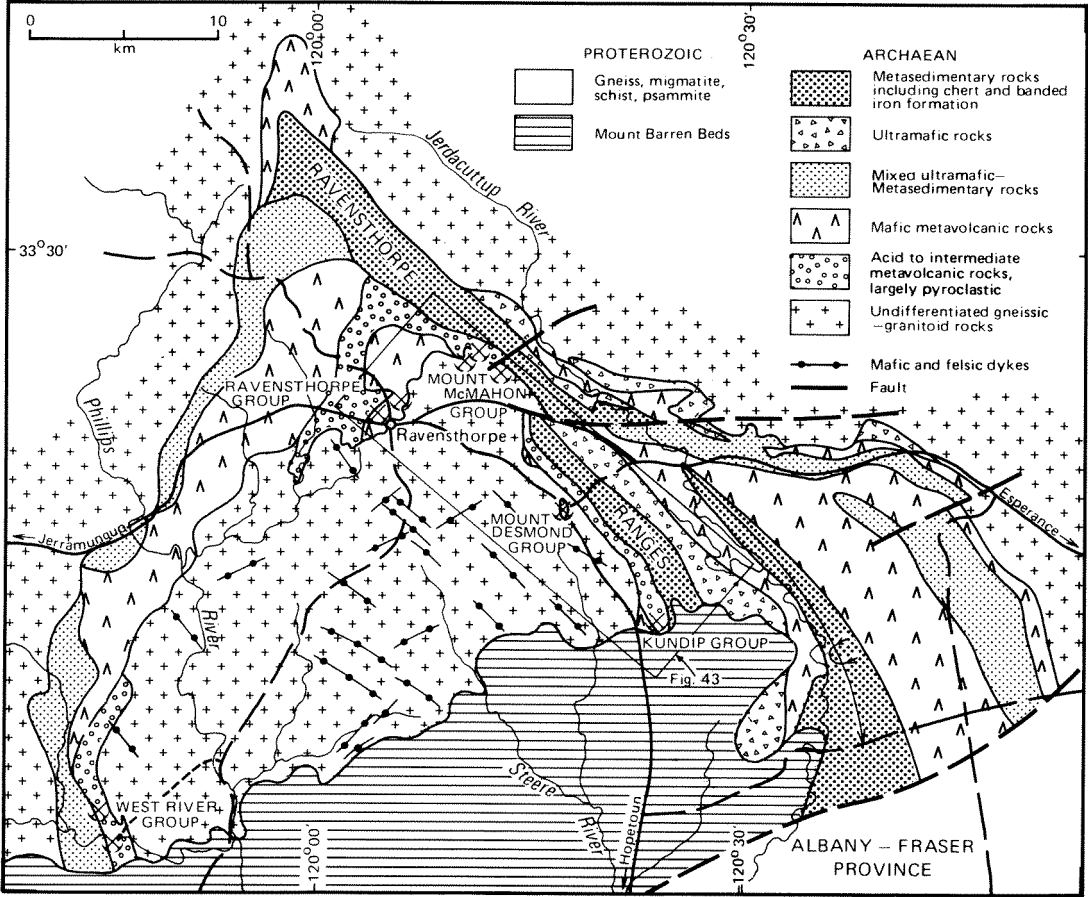 0
10
km
120°00'
120°30'
PROTEROZOIC
Gneiss, migmatite,
schist, psammite
Mount Barren Beds
ARCHAEAN
Metasedimentary rocks
including chert and banded
iron formation
Ultramafic rocks
Mixed ultramafic—
Metasedimentary rocks
Mafic metavolcanic rocks
Acid to intermediate
metavolcanic rocks,
largely pyroclastic
Undifferentiated gneissic
—granitoid rocks
Mafic and felsic dykes
Fault
33°30'
Jerdacuttup
River
RAVENSTHORPE
RANGES
RAVENSTHORPE
GROUP
MOUNT
McMAHON
GROUP
Ravensthorpe
Phillips
River
Jerramungup
Esperance
MOUNT
DESMOND
GROUP
KUNDIP GROUP
Fig. 43
WEST RIVER
GROUP
Steere
River
Hopetoun
120°00'
120°30'
ALBANY — FRASER
PROVINCE